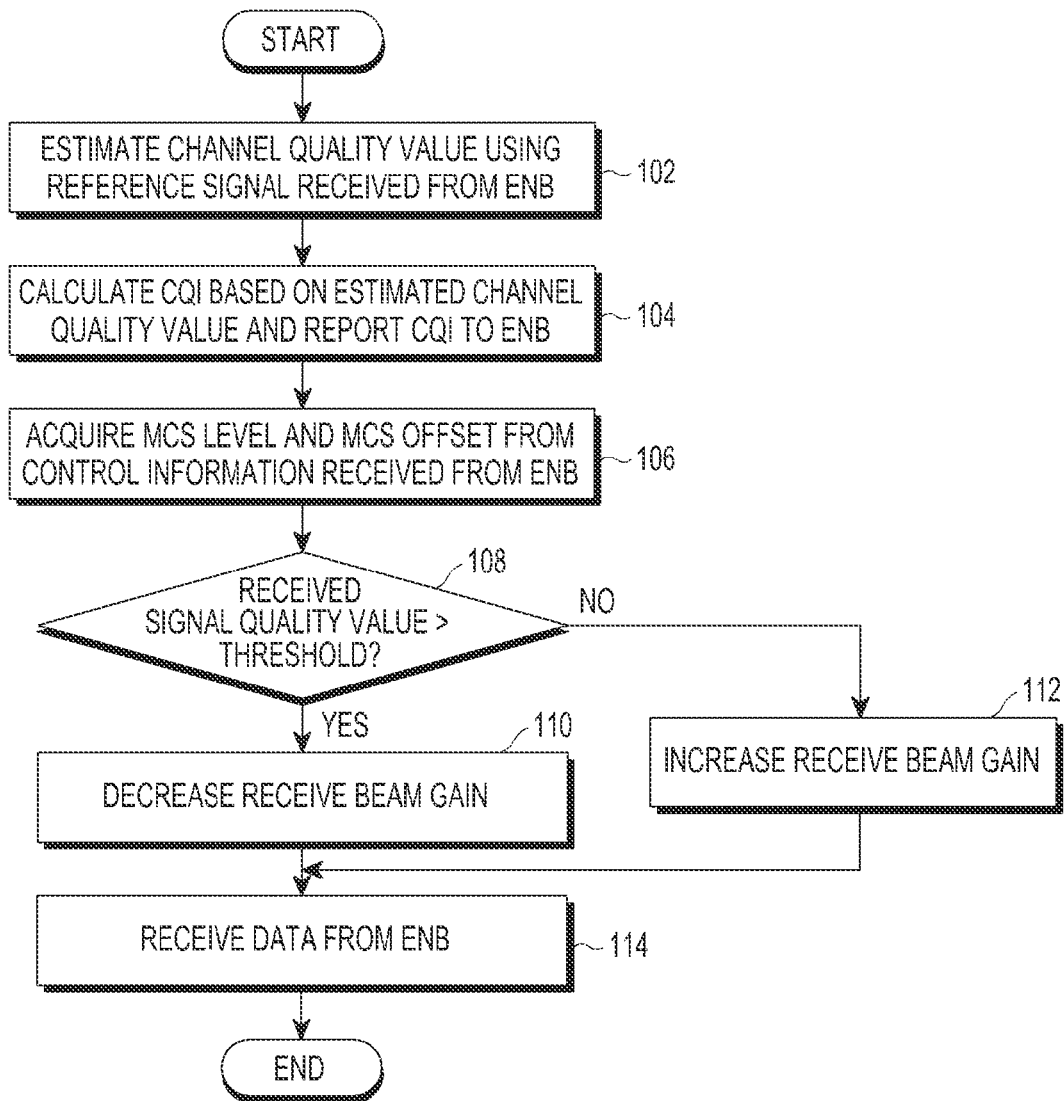 START
ESTIMATE CHANNEL QUALITY VALUE USING
REFERENCE SIGNAL RECEIVED FROM ENB
102
CALCULATE CQI BASED ON ESTIMATED CHANNEL
QUALITY VALUE AND REPORT CQI TO ENB
104
ACQUIRE MCS LEVEL AND MCS OFFSET FROM
CONTROL INFORMATION RECEIVED FROM ENB
106
108
RECEIVED
SIGNAL QUALITY VALUE >
THRESHOLD?
NO
YES
110
DECREASE RECEIVE BEAM GAIN
112
INCREASE RECEIVE BEAM GAIN
RECEIVE DATA FROM ENB
114
END